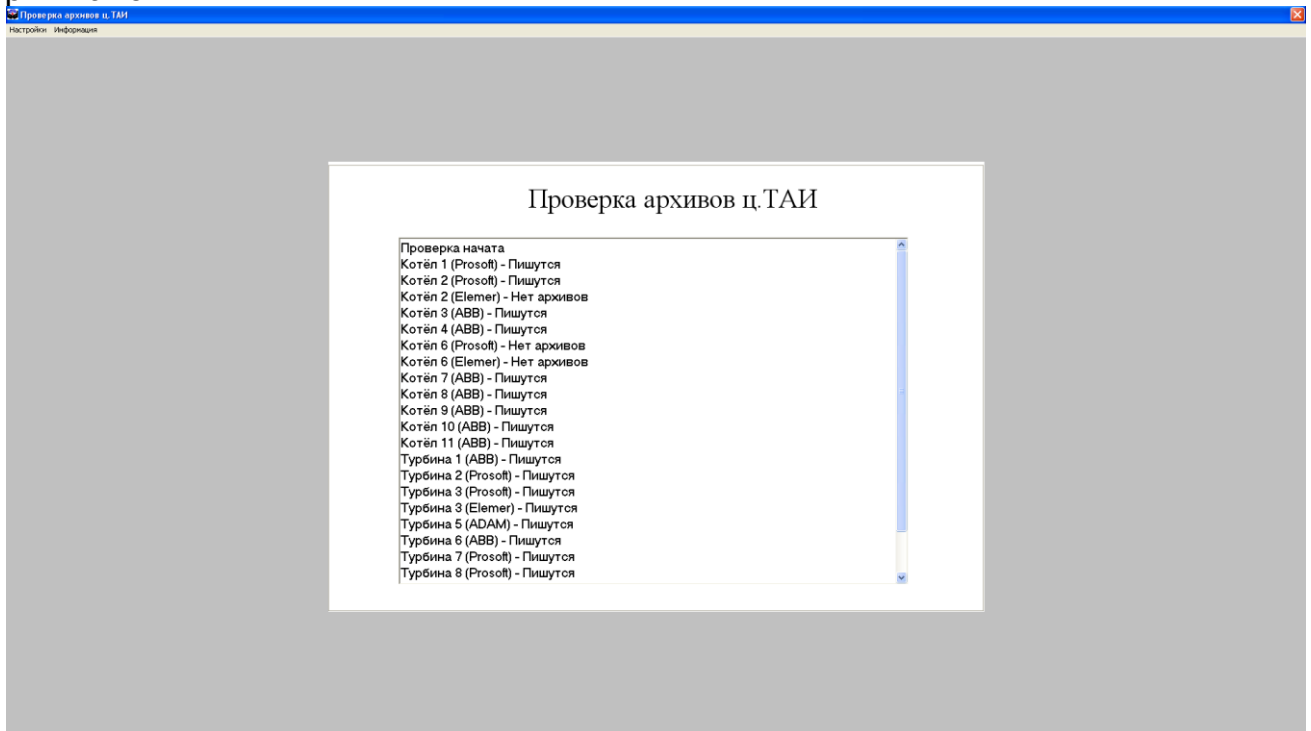 Проверка архивов ц.ТАИ
Настройки Информация
Проверка архивов ц.ТАИ
Проверка начата
Котёл 1 (Prosoft) - Пишутся
Котёл 2 (Prosoft) - Пишутся
Котёл 2 (Elemer) - Нет архивов
Котёл 3 (ABB) - Пишутся
Котёл 4 (ABB) - Пишутся
Котёл 6 (Prosoft) - Нет архивов
Котёл 6 (Elemer) - Нет архивов
Котёл 7 (ABB) - Пишутся
Котёл 8 (ABB) - Пишутся
Котёл 9 (ABB) - Пишутся
Котёл 10 (ABB) - Пишутся
Котёл 11 (ABB) - Пишутся
Турбина 1 (ABB) - Пишутся
Турбина 2 (Prosoft) - Пишутся
Турбина 3 (Prosoft) - Пишутся
Турбина 3 (Elemer) - Пишутся
Турбина 5 (ADAM) - Пишутся
Турбина 6 (ABB) - Пишутся
Турбина 7 (Prosoft) - Пишутся
Турбина 8 (Prosoft) - Пишутся